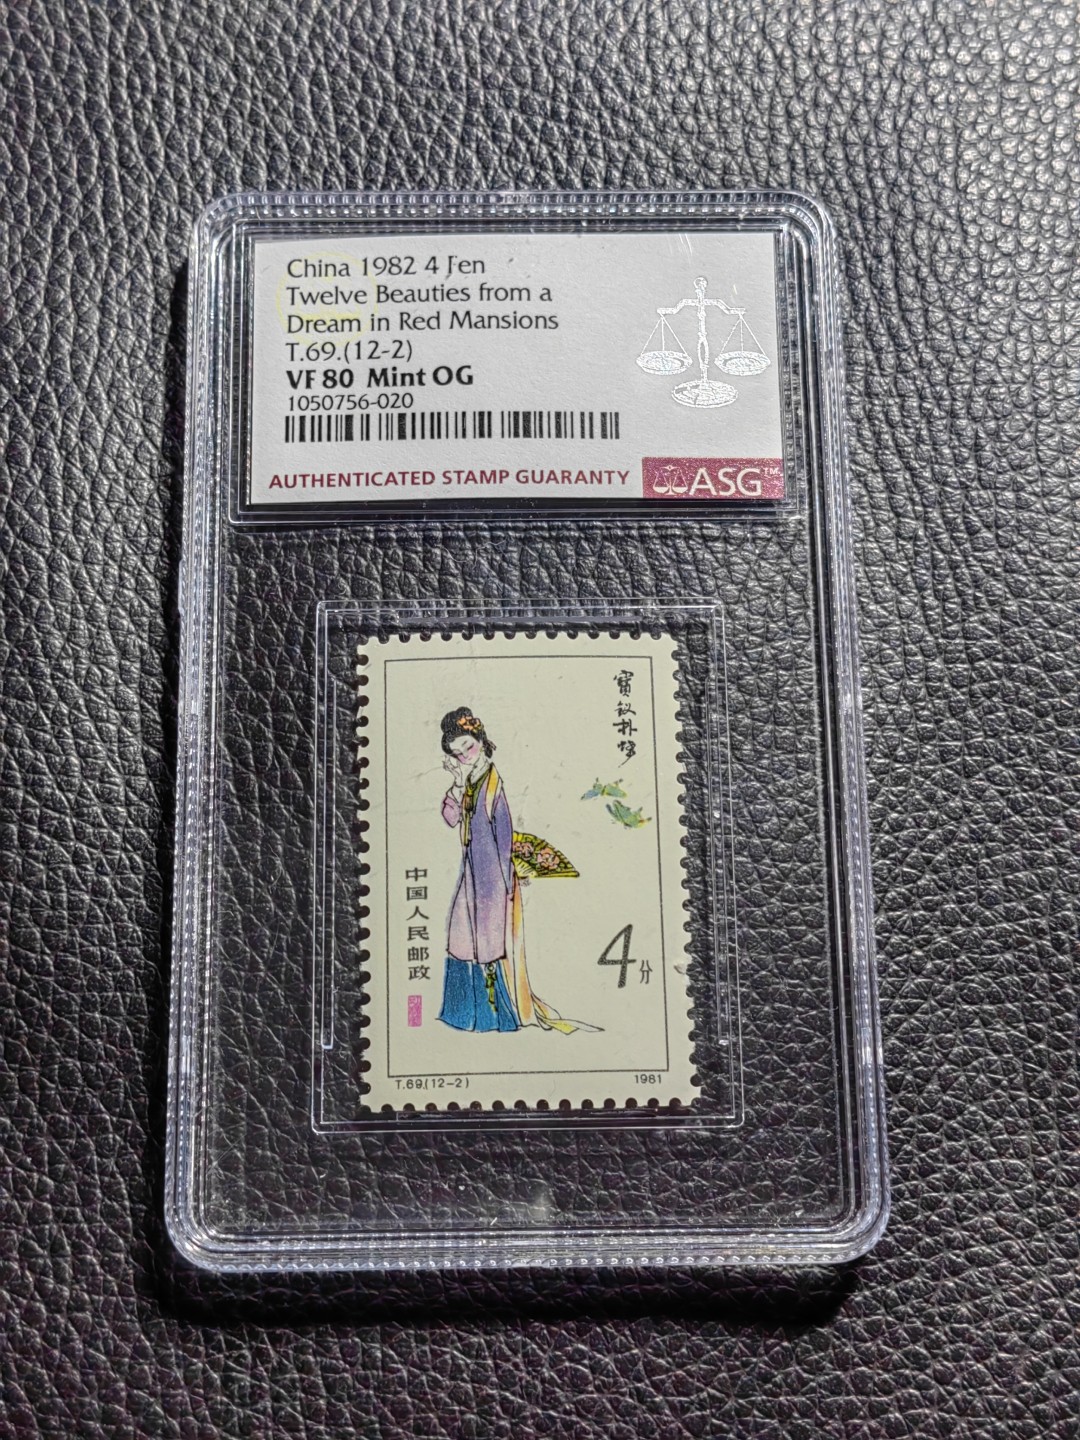 China 1982 4 Fen
Twelve Beauties from a
Dream in Red Mansions
T.69.(12-2)
VF 80 Mint OG
1050756-020
AUTHENTICATED STAMP GUARANTY
ASG™
宝钗扑蝶
中国人民邮政
4分
T.69.(12-2)
1981